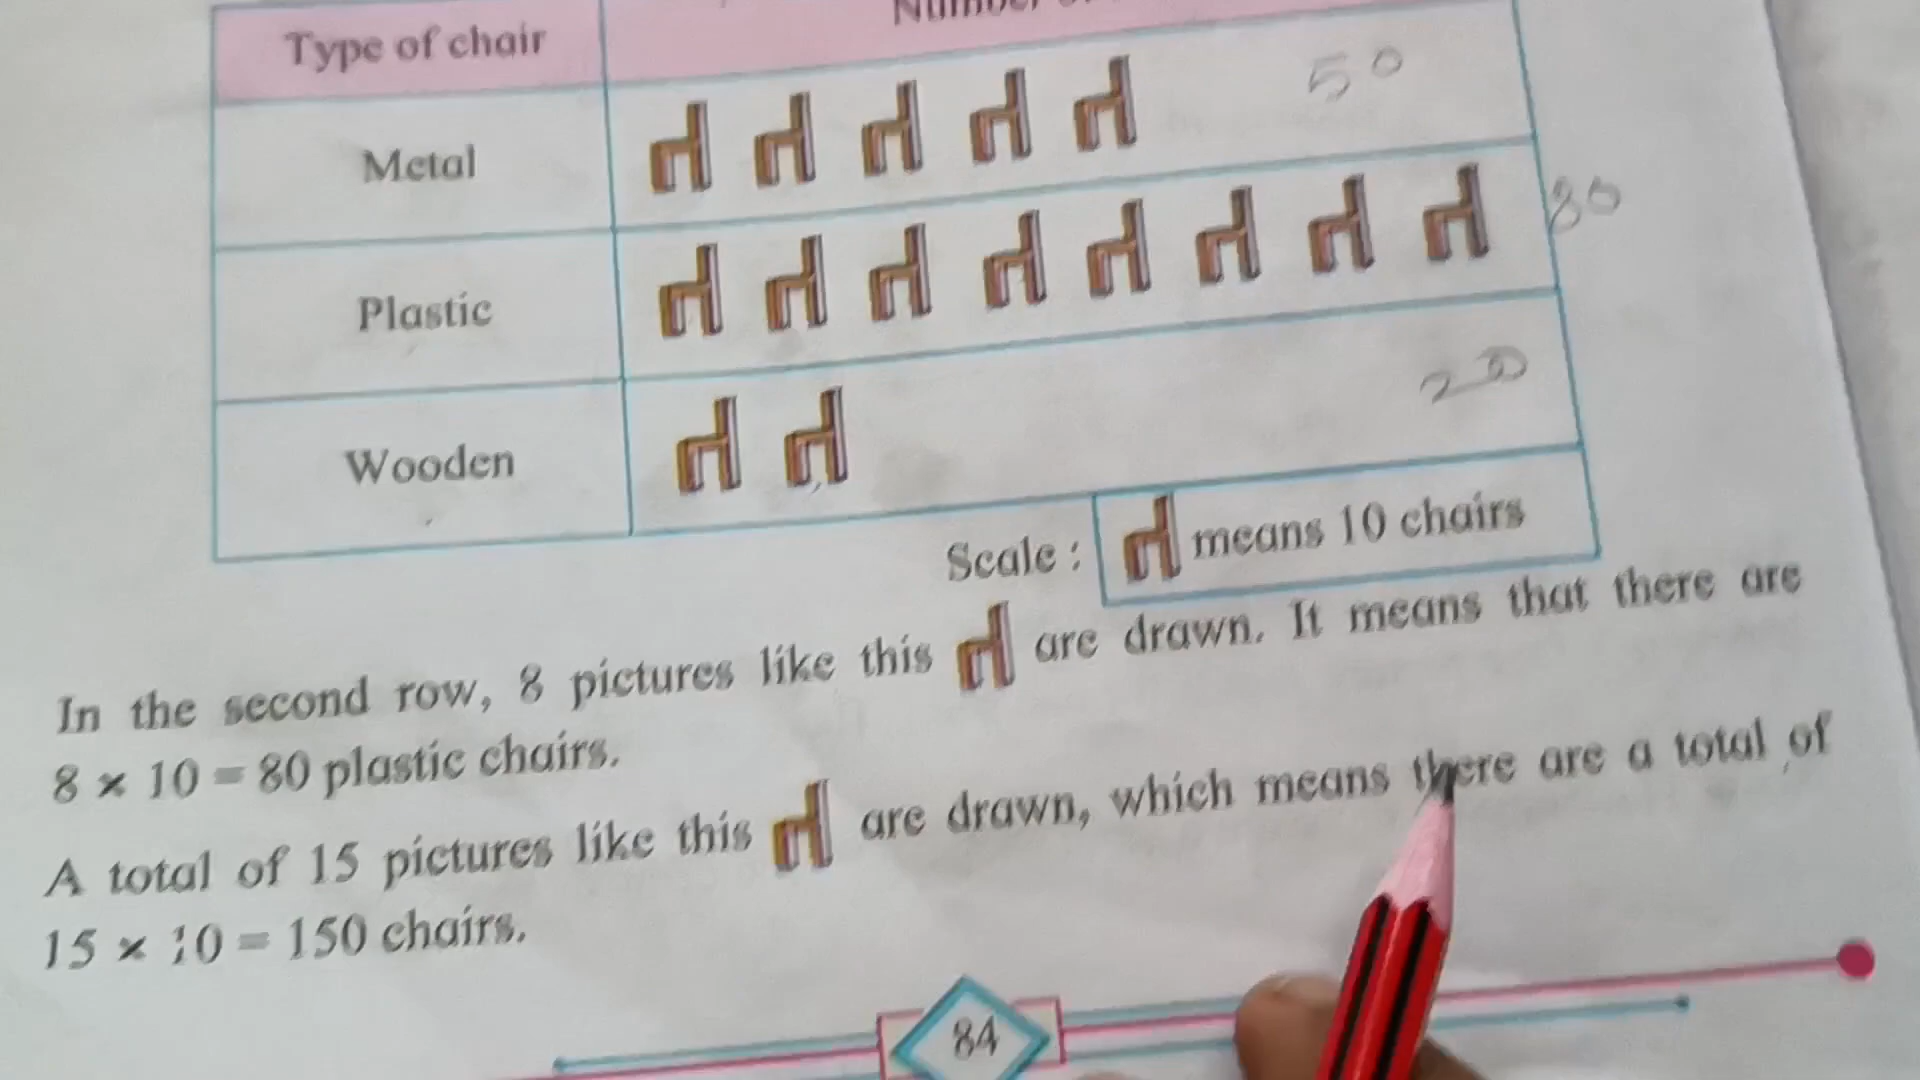 Type of chair
Metal 50
Plastic 80
Wooden 20
Scale : means 10 chairs
In the second row, 8 pictures like this are drawn. It means that there are
8 × 10 = 80 plastic chairs.
A total of 15 pictures like this are drawn, which means there are a total of
15 × 10 = 150 chairs.
84